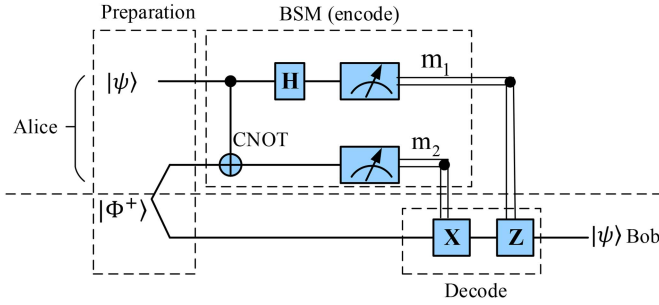 Preparation
BSM (encode)
|ψ⟩
H
m₁
Alice
CNOT
m₂
|Φ⁺⟩
X
Z
|ψ⟩ Bob
Decode